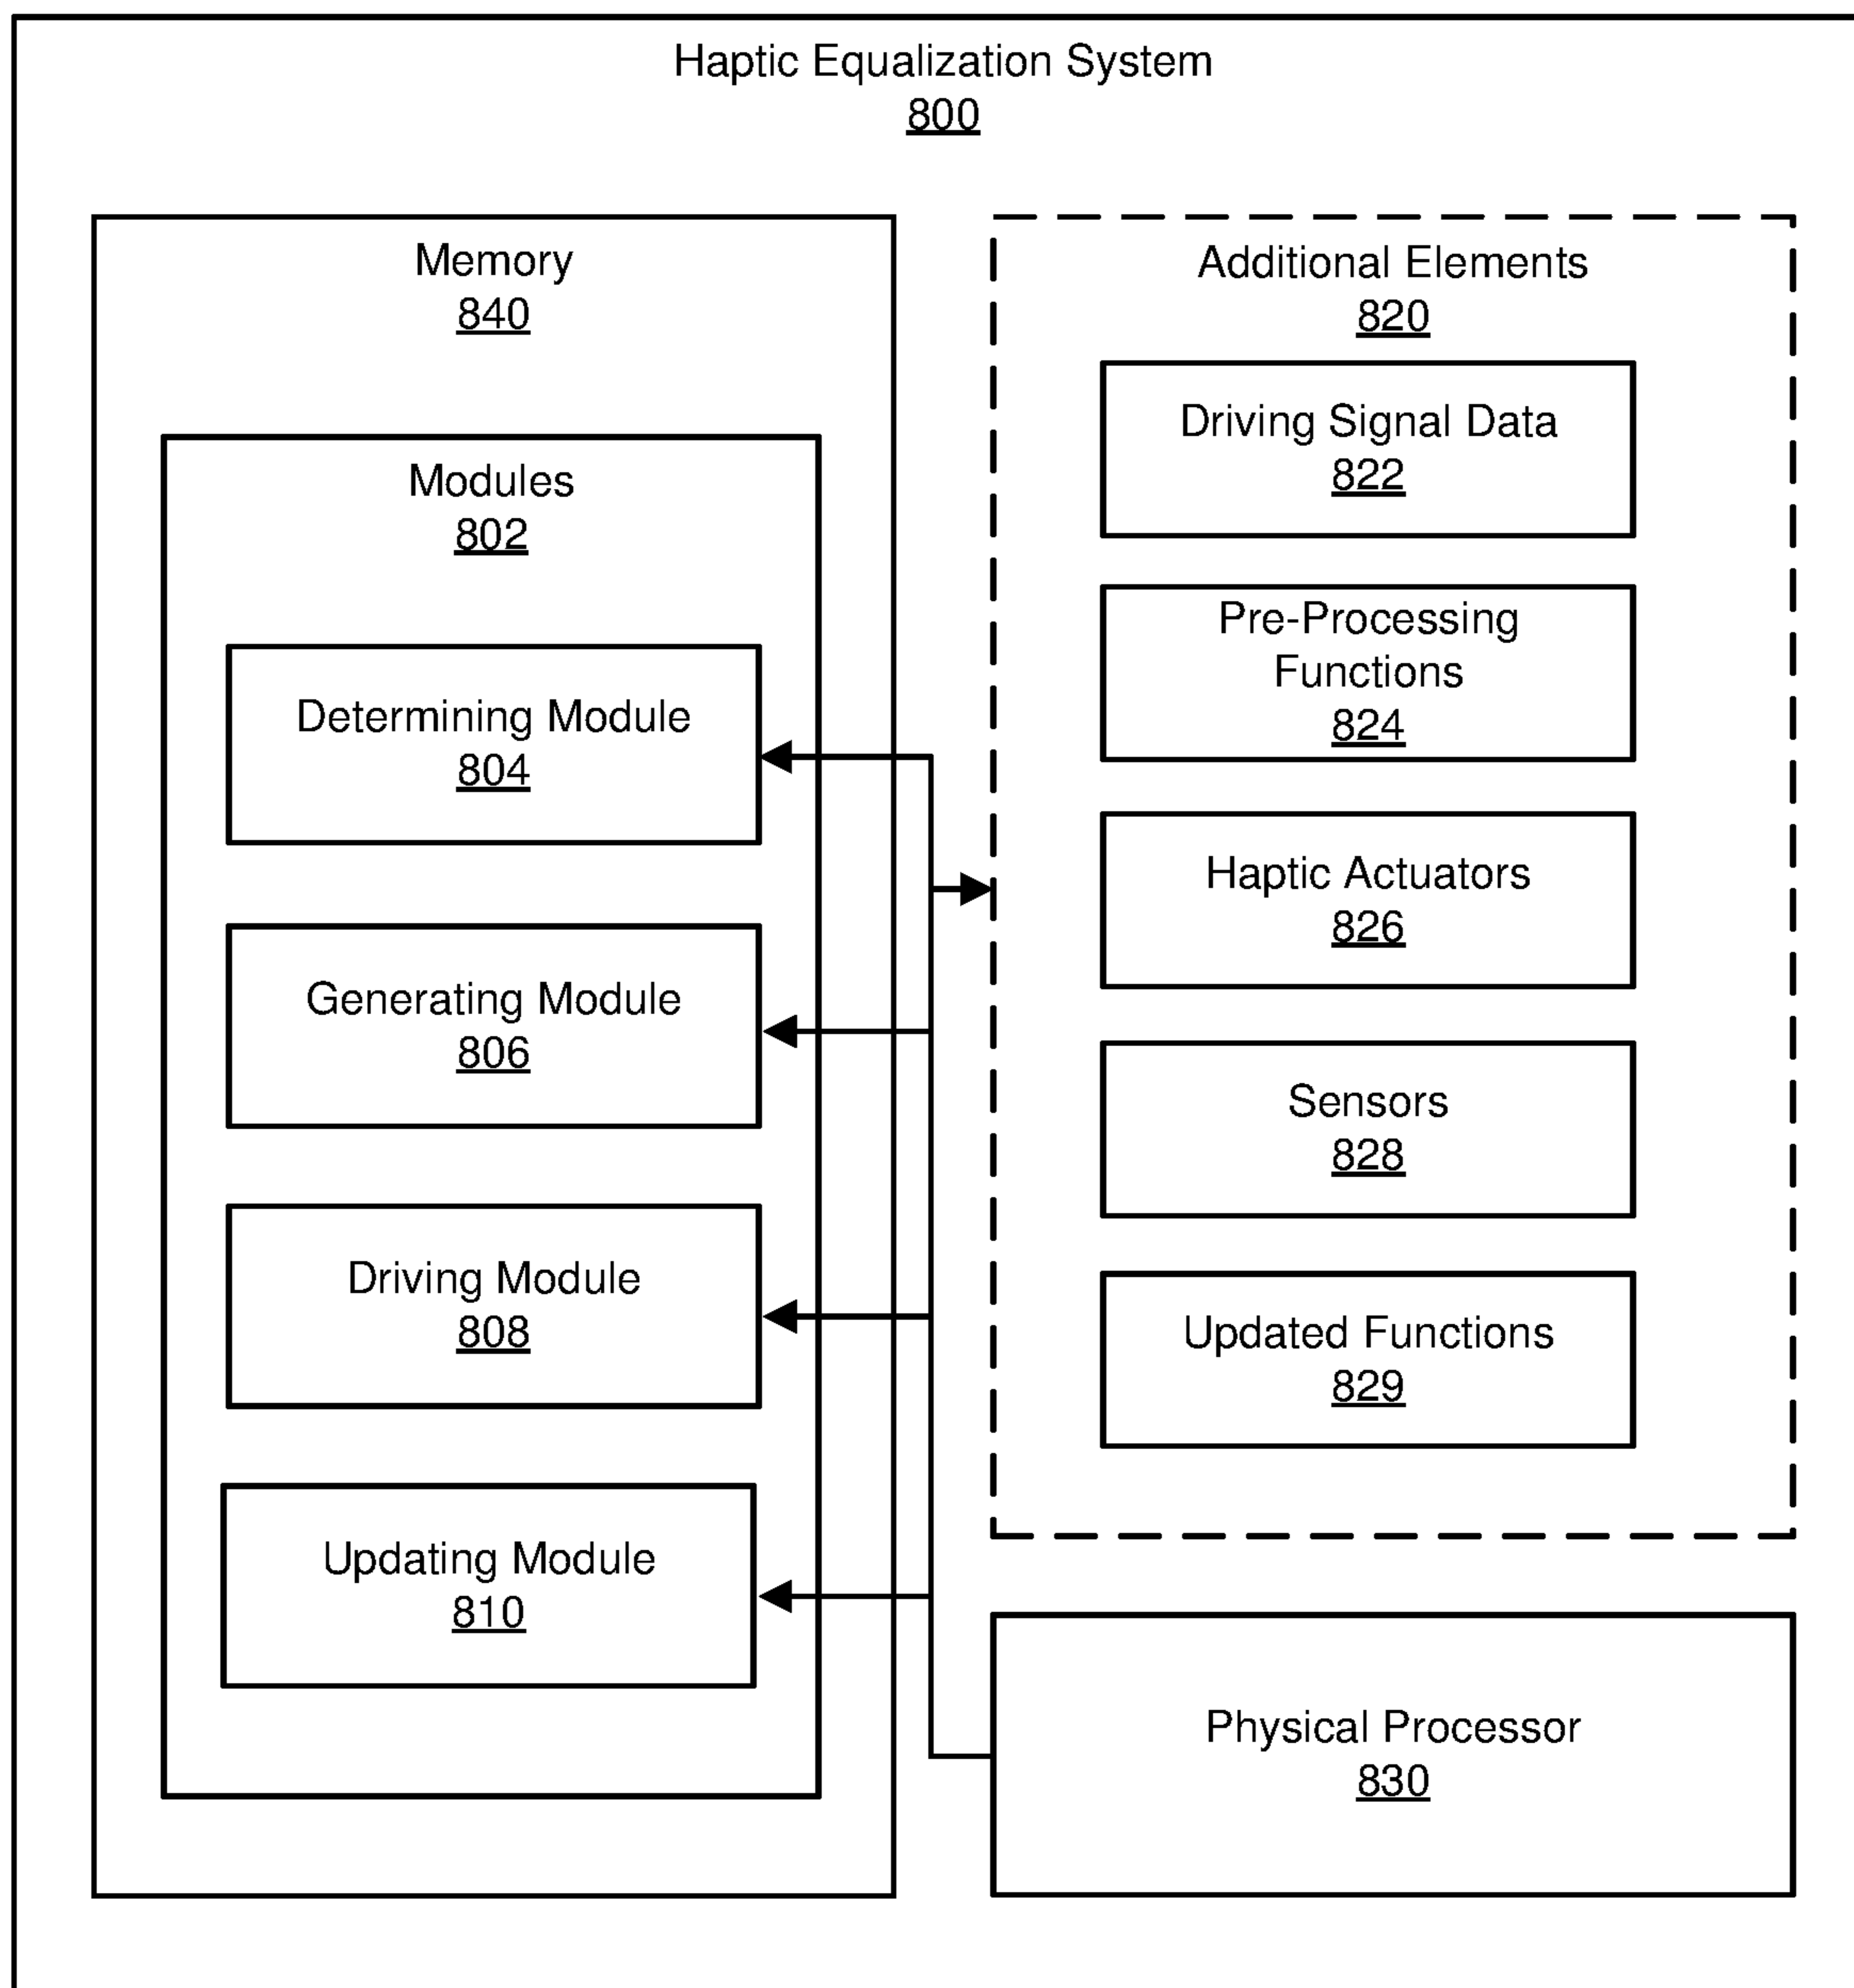 Haptic Equalization System
800
Memory
840
Modules
802
Determining Module
804
Generating Module
806
Driving Module
808
Updating Module
810
Additional Elements
820
Driving Signal Data
822
Pre-Processing
Functions
824
Haptic Actuators
826
Sensors
828
Updated Functions
829
Physical Processor
830